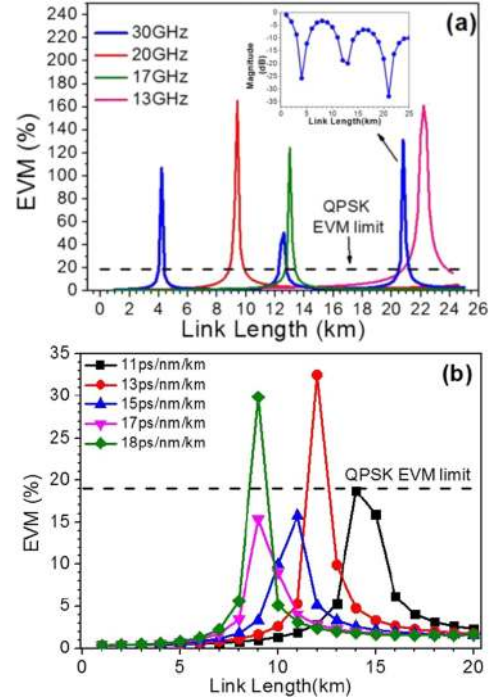 (a)
30GHz
20GHz
17GHz
13GHz
Magnitude
(dB)
0
-5
-10
-15
-20
-25
-30
-35
0 5 10 15 20 25
Link Length(km)
EVM (%)
240
220
200
180
160
140
120
100
80
60
40
20
0
QPSK
EVM limit
0 2 4 6 8 10 12 14 16 18 20 22 24 26
Link Length (km)
(b)
11ps/nm/km
13ps/nm/km
15ps/nm/km
17ps/nm/km
18ps/nm/km
QPSK EVM limit
EVM (%)
35
30
25
20
15
10
5
0
0 5 10 15 20
Link Length(km)